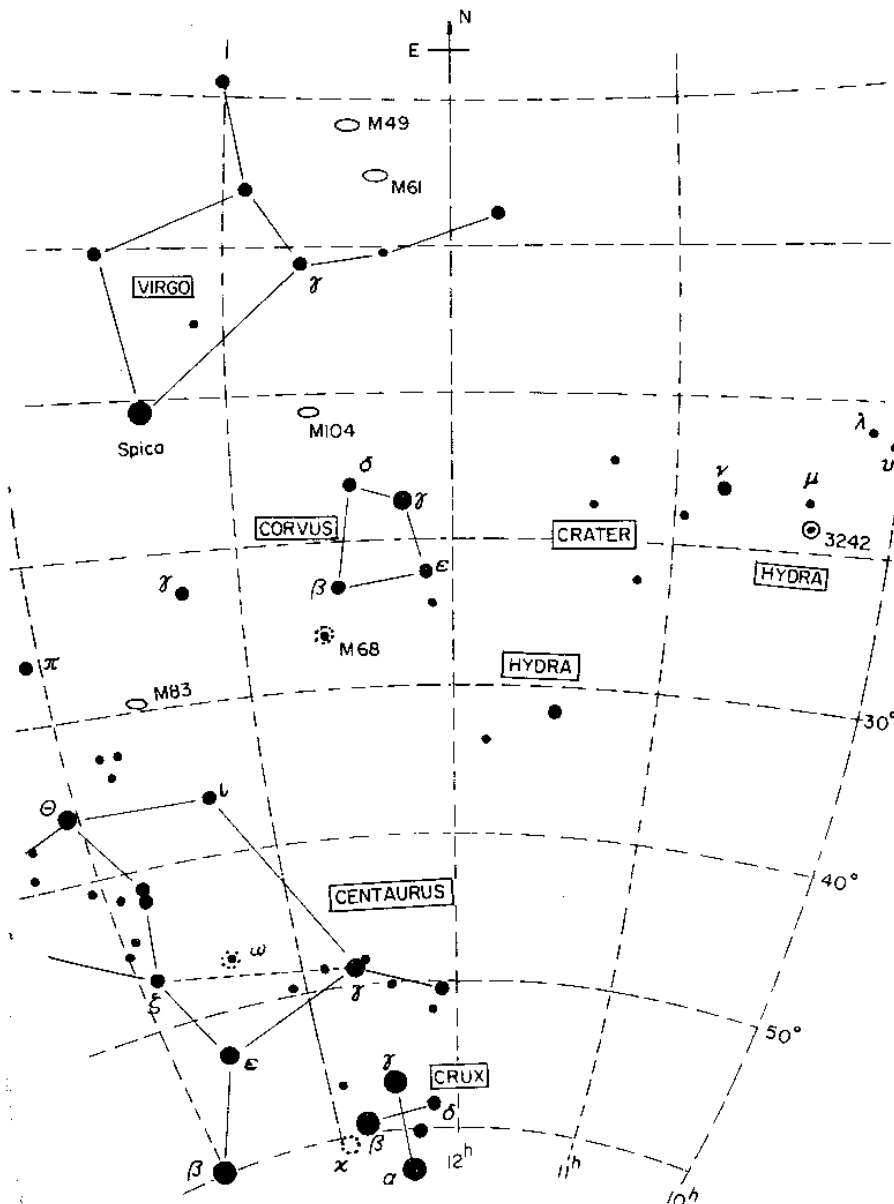 N
E
M49
M61
VIRGO
γ
M104
Spica
λ
υ
δ
ν
μ
γ
CORVUS
CRATER
3242
ε
β
HYDRA
γ
M68
HYDRA
π
M83
30°
θ
ι
40°
CENTAURUS
ω
γ
ξ
50°
ε
γ
CRUX
δ
β
κ
12h
β
α
11h
10h